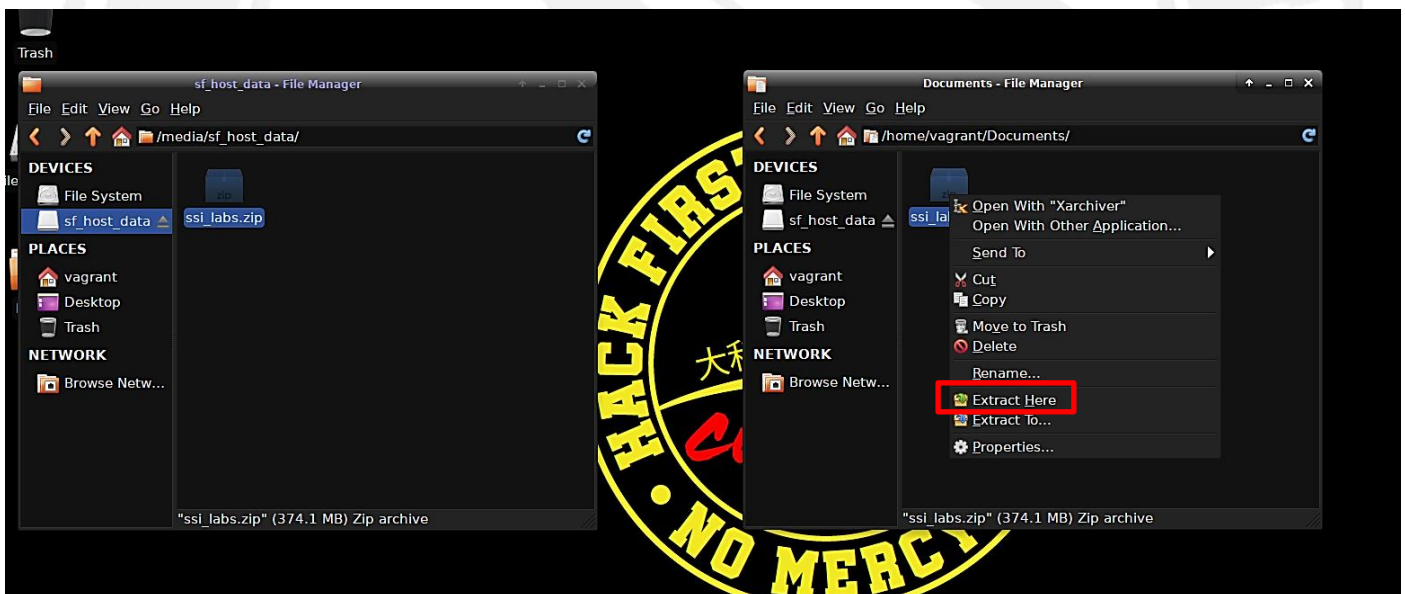 Trash
sf_host_data - File Manager
File Edit View Go Help
/media/sf_host_data/
DEVICES
File System
sf_host_data
PLACES
vagrant
Desktop
Trash
NETWORK
Browse Netw...
zip
ssi_labs.zip
"ssi_labs.zip" (374.1 MB) Zip archive
Documents - File Manager
File Edit View Go Help
/home/vagrant/Documents/
DEVICES
File System
sf_host_data
PLACES
vagrant
Desktop
Trash
NETWORK
Browse Netw...
ssi_la
Open With "Xarchiver"
Open With Other Application...
Send To
Cut
Copy
Move to Trash
Delete
Rename...
Extract Here
Extract To...
Properties...
"ssi_labs.zip" (374.1 MB) Zip archive
HACK FIRST
大和
NO MERCY